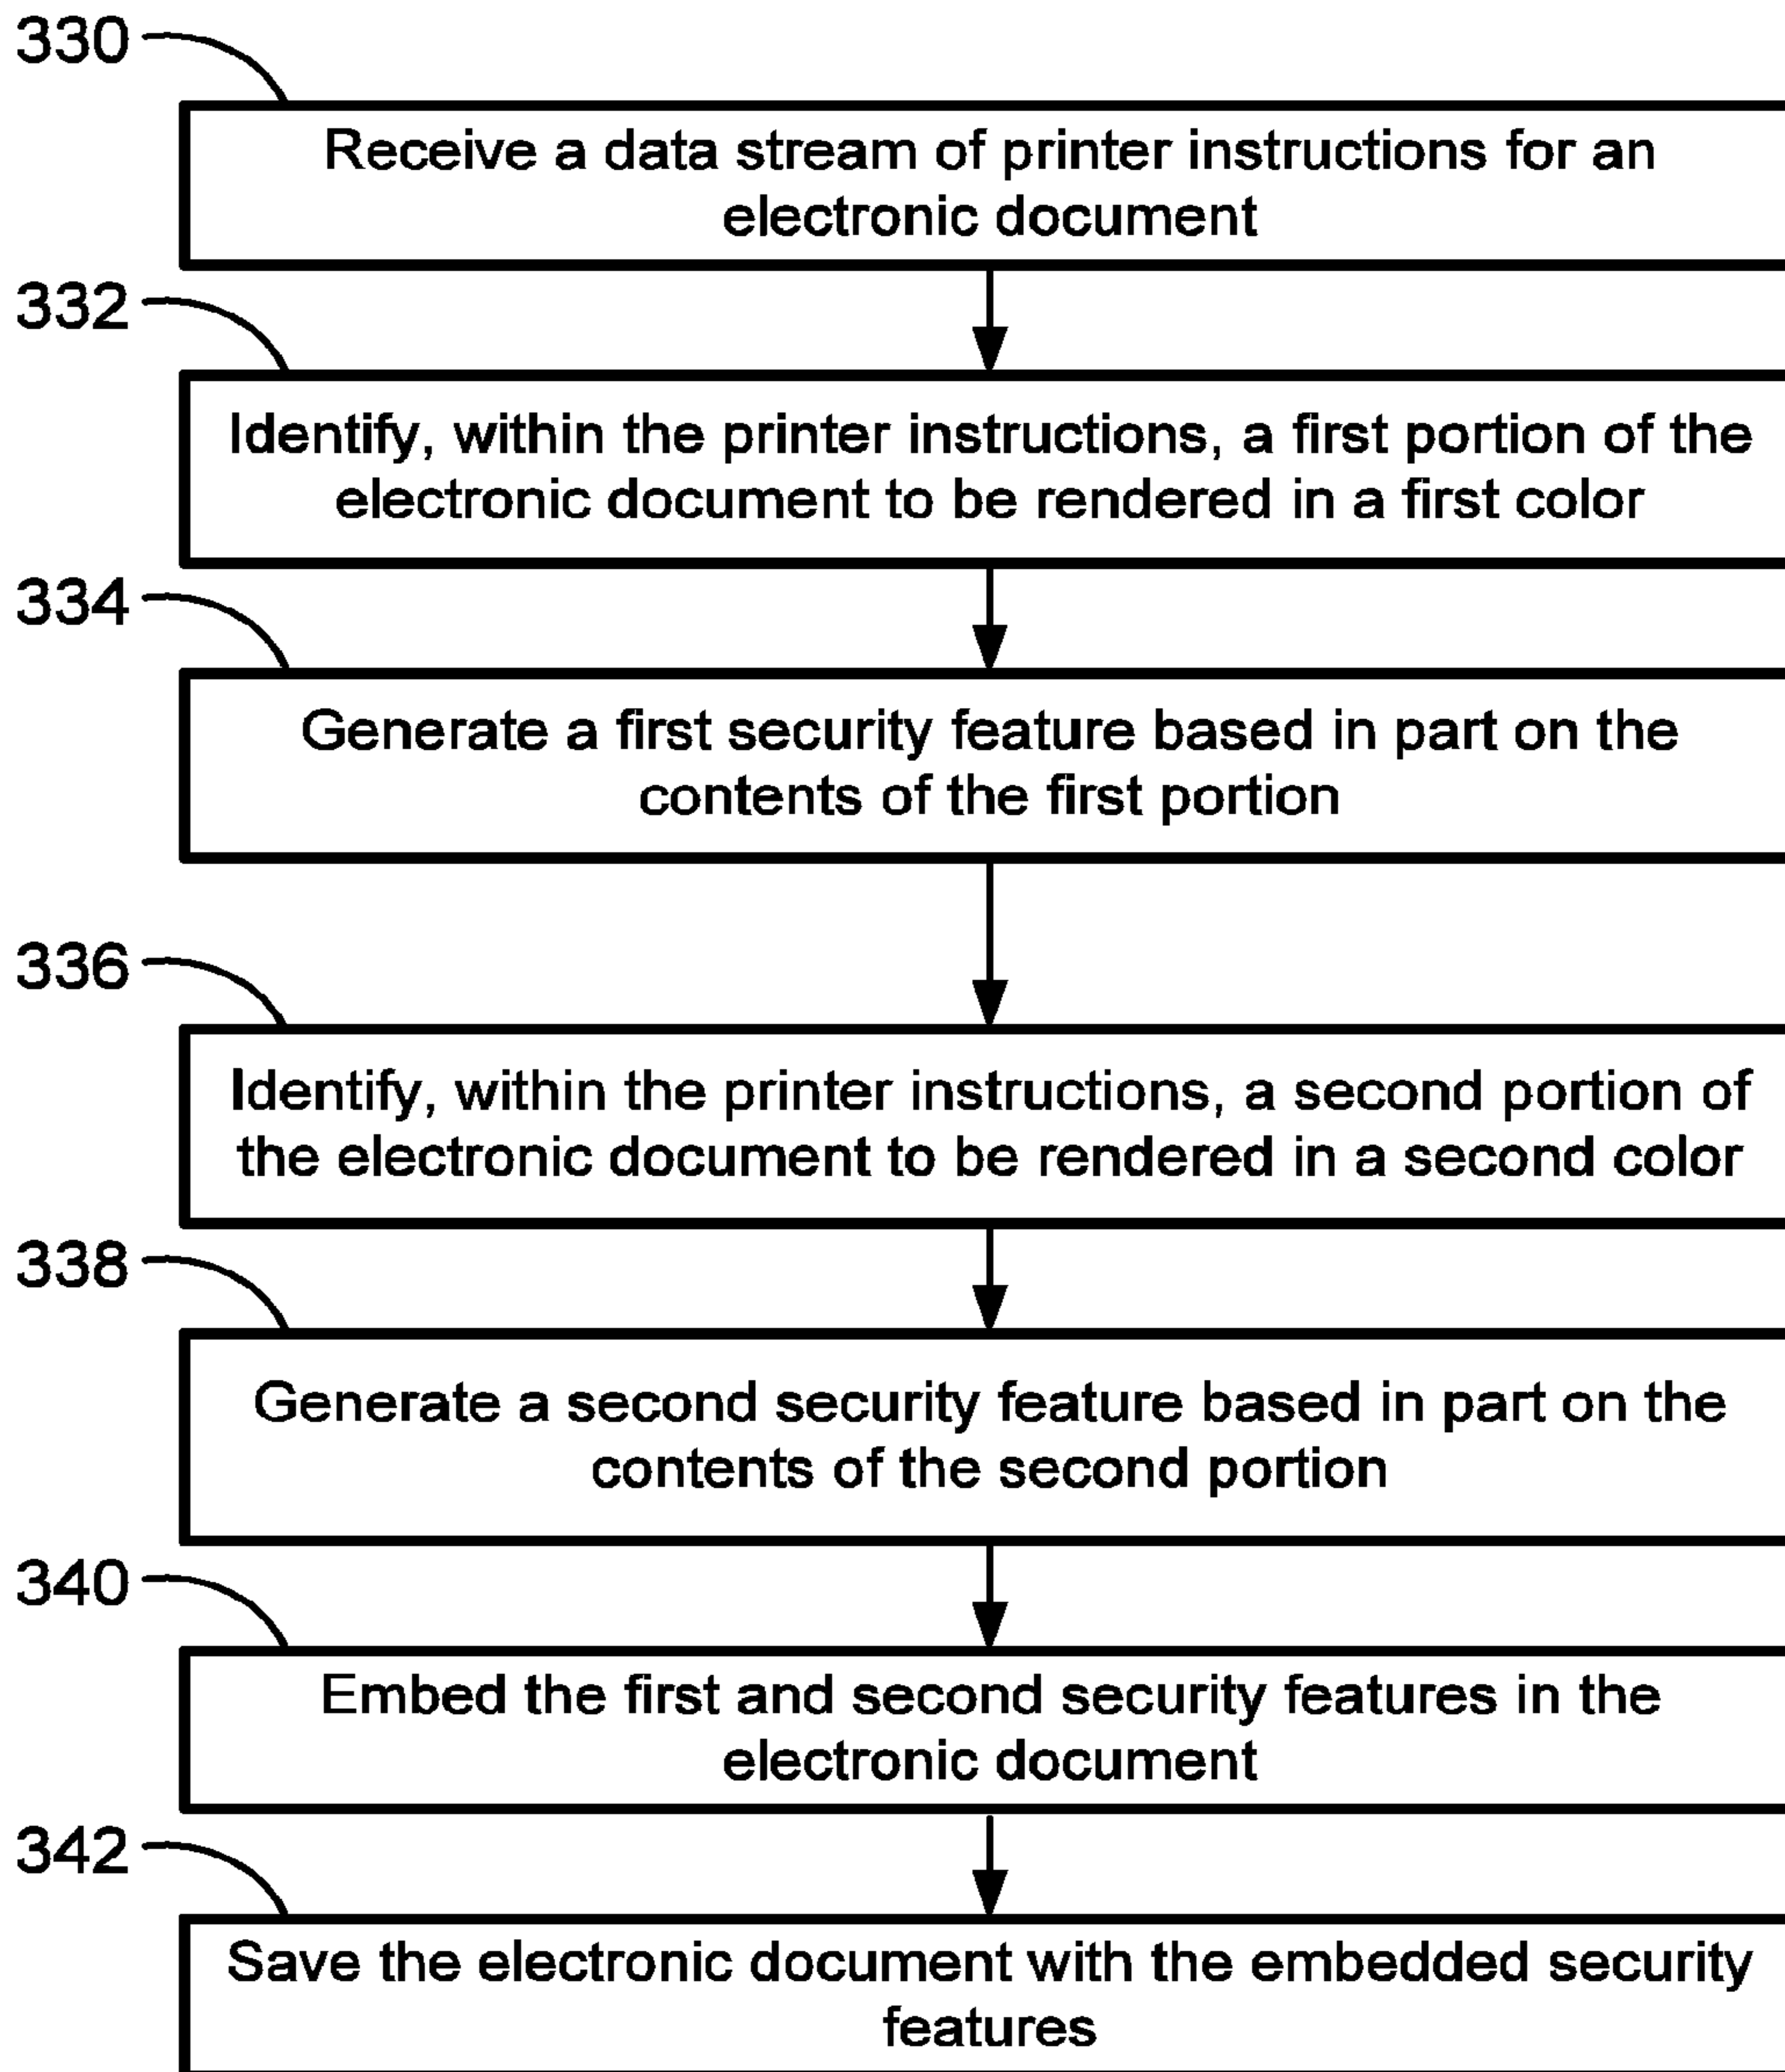 330
Receive a data stream of printer instructions for an
electronic document
332
Identify, within the printer instructions, a first portion of the
electronic document to be rendered in a first color
334
Generate a first security feature based in part on the
contents of the first portion
336
Identify, within the printer instructions, a second portion of
the electronic document to be rendered in a second color
338
Generate a second security feature based in part on the
contents of the second portion
340
Embed the first and second security features in the
electronic document
342
Save the electronic document with the embedded security
features